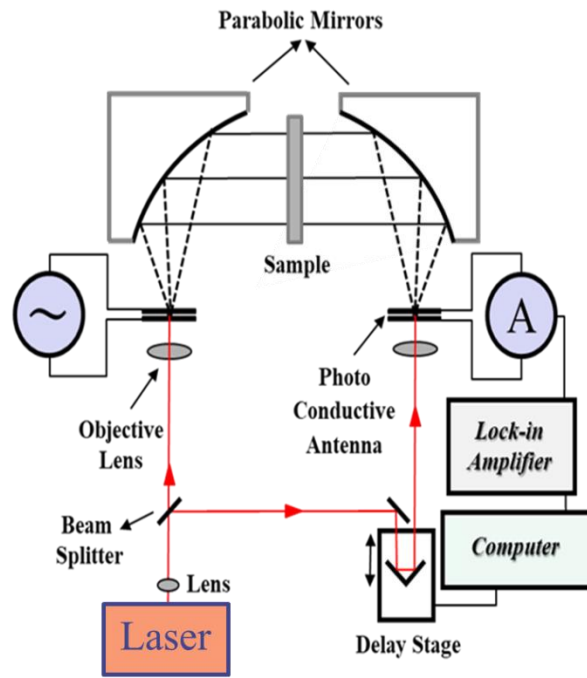 Parabolic Mirrors
Sample
~
A
Objective
Lens
Photo
Conductive
Antenna
Lock-in
Amplifier
Beam
Splitter
Computer
Lens
Laser
Delay Stage